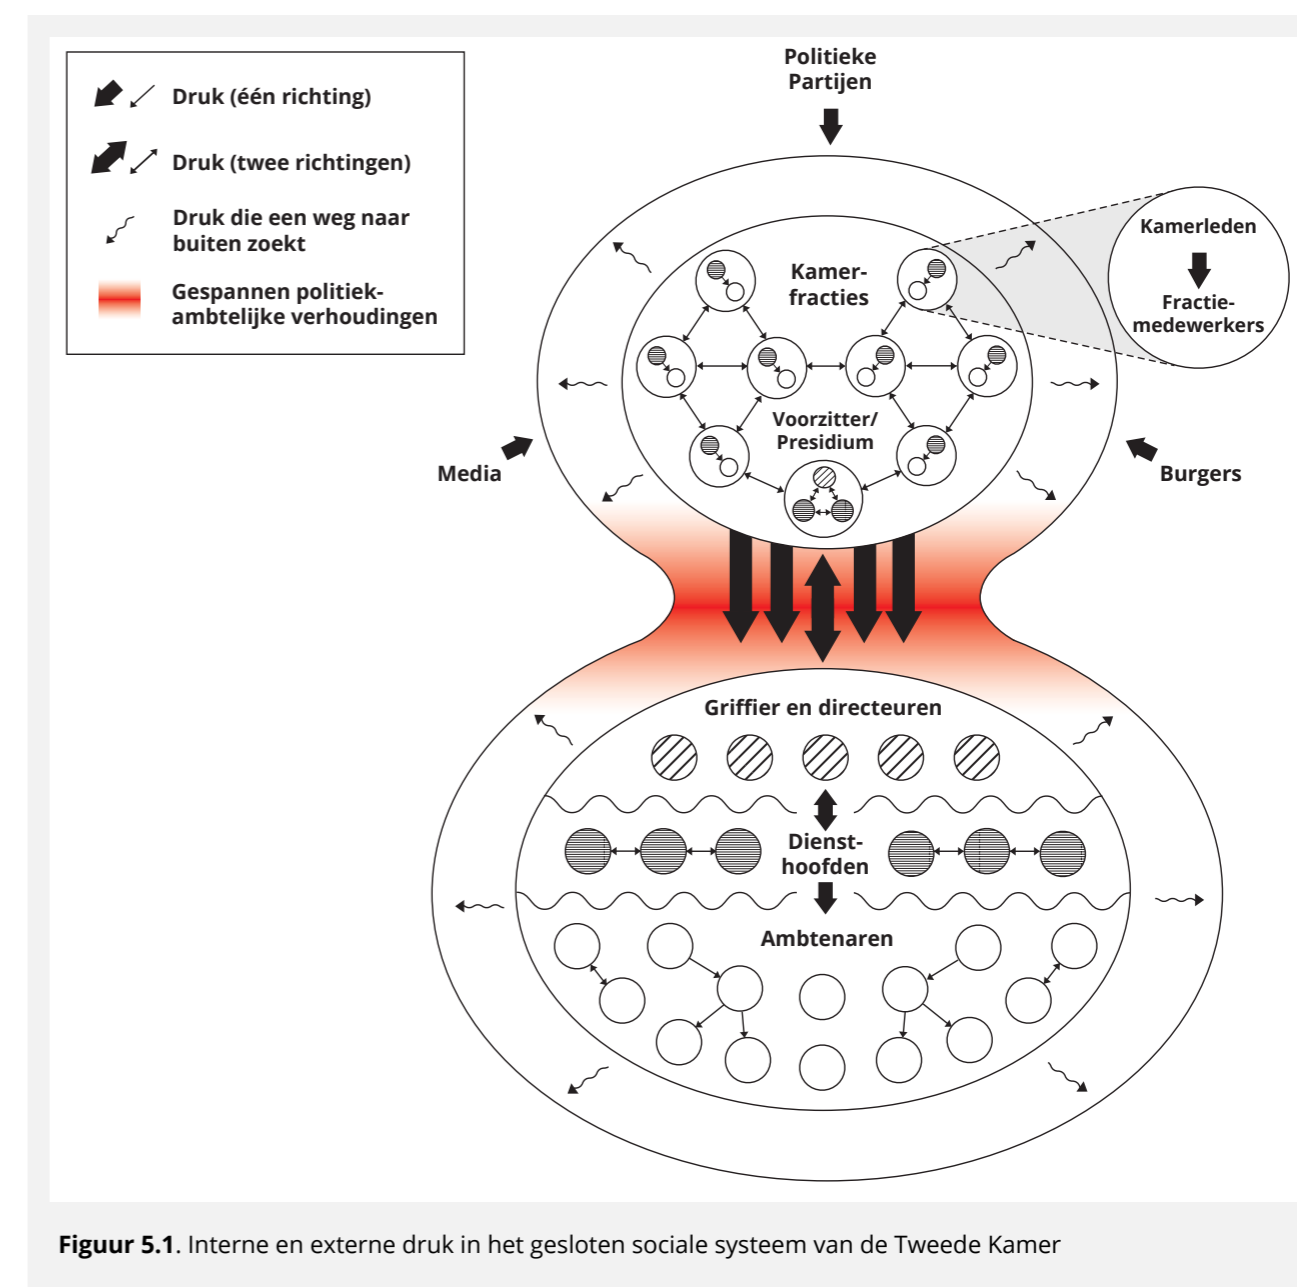 Druk (één richting)
Druk (twee richtingen)
Druk die een weg naar
buiten zoekt
Gespannen politiek-
ambtelijke verhoudingen
Politieke
Partijen
Kamerleden
Fractie-
medewerkers
Kamer-
fracties
Voorzitter/
Presidium
Media
Burgers
Griffier en directeuren
Dienst-
hoofden
Ambtenaren
Figuur 5.1. Interne en externe druk in het gesloten sociale systeem van de Tweede Kamer